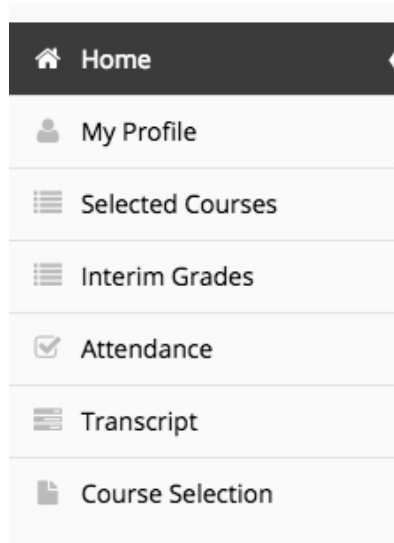 Home
My Profile
Selected Courses
Interim Grades
Attendance
Transcript
Course Selection